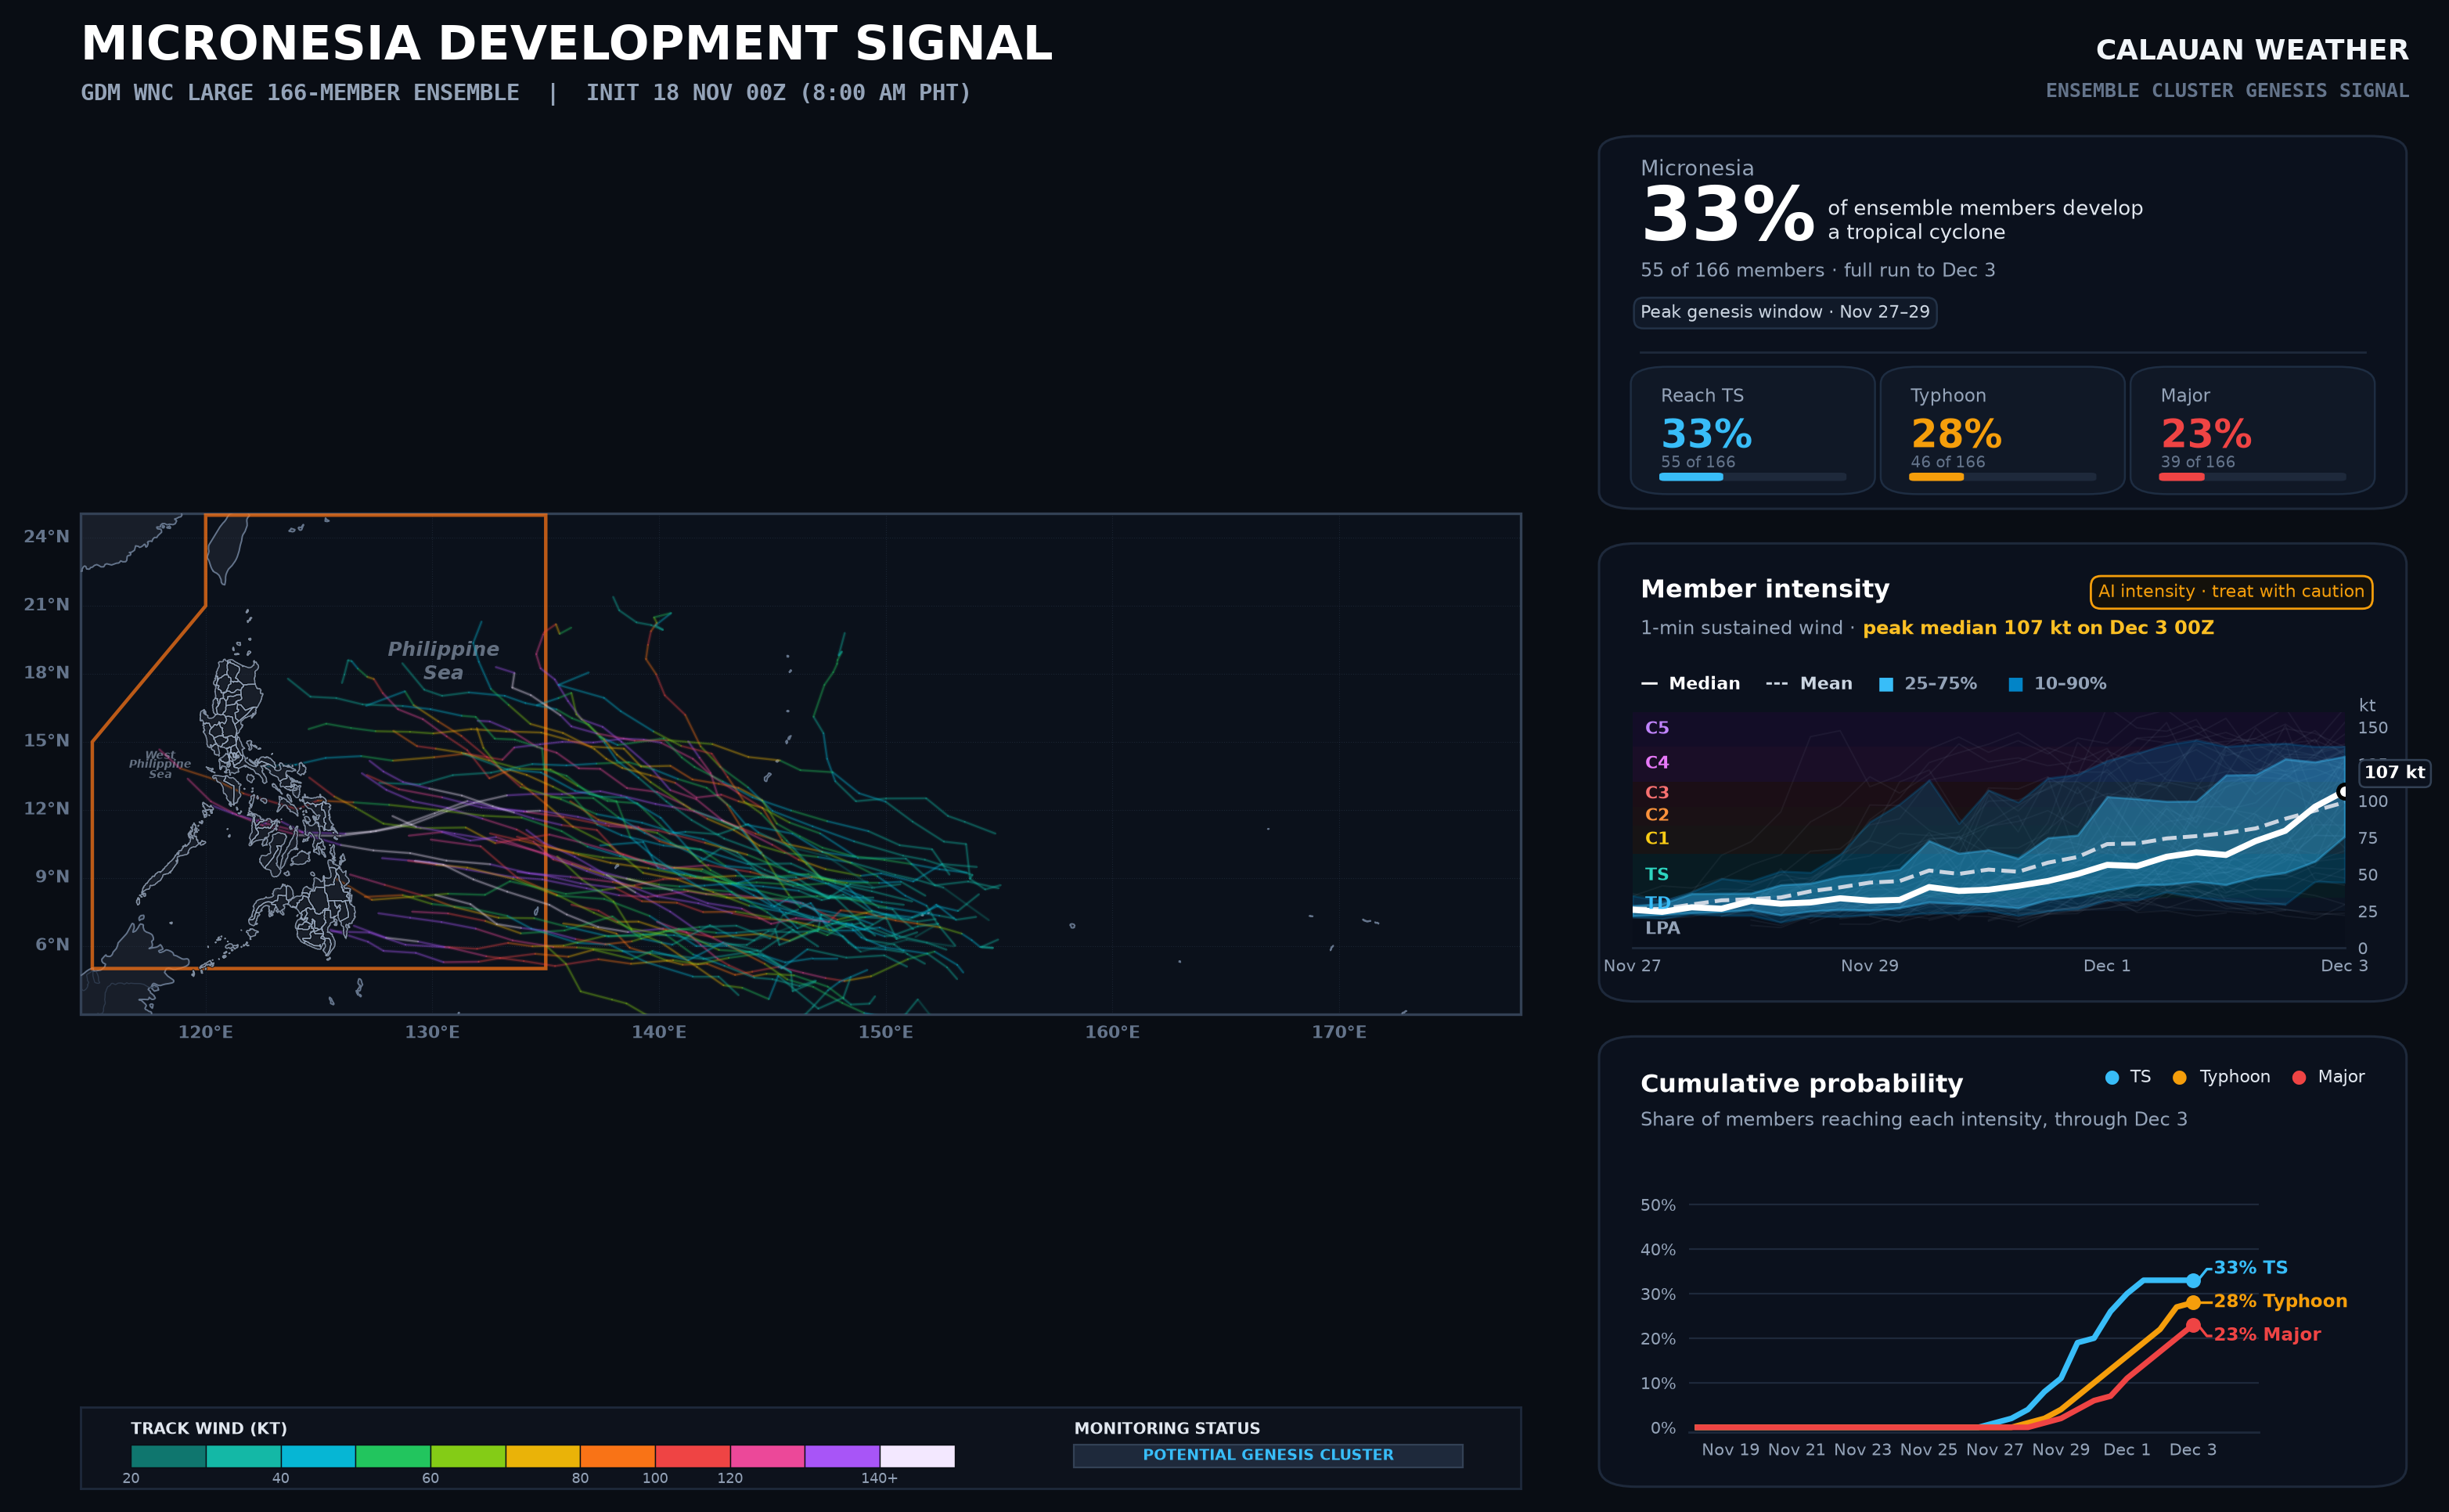 MICRONESIA DEVELOPMENT SIGNAL
GDM WNC LARGE 166-MEMBER ENSEMBLE | INIT 18 NOV 00Z (8:00 AM PHT)
CALAUAN WEATHER
ENSEMBLE CLUSTER GENESIS SIGNAL
24°N
21°N
18°N
15°N
12°N
9°N
6°N
Philippine
Sea
West
Philippine
Sea
120°E 130°E 140°E 150°E 160°E 170°E
TRACK WIND (KT)
20 40 60 80 100 120 140+
MONITORING STATUS
POTENTIAL GENESIS CLUSTER
Micronesia
33% of ensemble members develop
a tropical cyclone
55 of 166 members · full run to Dec 3
Peak genesis window · Nov 27–29
Reach TS
33%
55 of 166
Typhoon
28%
46 of 166
Major
23%
39 of 166
Member intensity
AI intensity · treat with caution
1-min sustained wind · peak median 107 kt on Dec 3 00Z
Median Mean 25–75% 10–90%
kt
C5
C4
C3
C2
C1
TS
TD
LPA
150
107 kt
100
75
50
25
0
Nov 27 Nov 29 Dec 1 Dec 3
Cumulative probability
TS Typhoon Major
Share of members reaching each intensity, through Dec 3
50%
40%
30%
20%
10%
0%
33% TS
28% Typhoon
23% Major
Nov 19 Nov 21 Nov 23 Nov 25 Nov 27 Nov 29 Dec 1 Dec 3